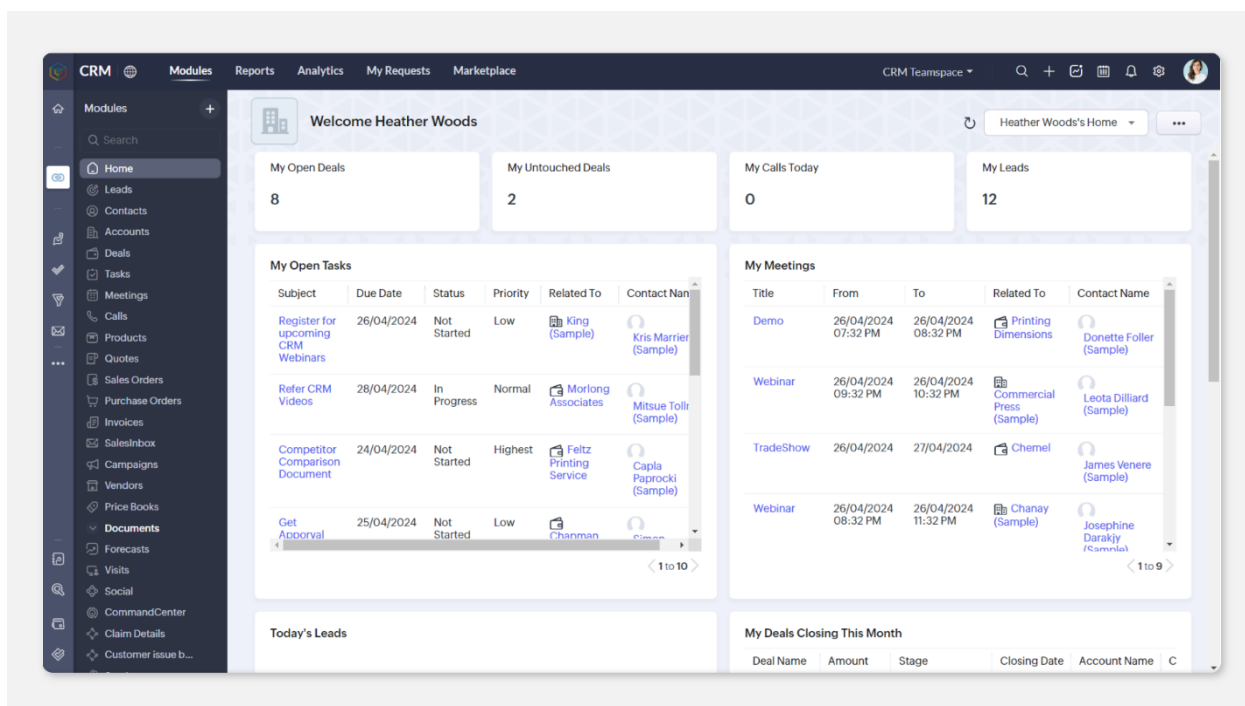 CRM Modules Reports Analytics My Requests Marketplace CRM Teamspace
Modules +
Search
Home
Leads
Contacts
Accounts
Deals
Tasks
Meetings
Calls
Products
Quotes
Sales Orders
Purchase Orders
Invoices
SalesInbox
Campaigns
Vendors
Price Books
Documents
Forecasts
Visits
Social
CommandCenter
Claim Details
Customer issue b...
Welcome Heather Woods
Heather Woods's Home
My Open Deals
8
My Untouched Deals
2
My Calls Today
0
My Leads
12
My Open Tasks
Subject Due Date Status Priority Related To Contact Nan
Register for 26/04/2024 Not Low King
upcoming Started (Sample) Kris Marrier
CRM (Sample)
Webinars
Refer CRM 28/04/2024 In Normal Morlong
Videos Progress Associates Mitsue Tollr
(Sample)
Competitor 24/04/2024 Not Highest Feltz
Comparison Started Printing Capla
Document Service Paprocki
(Sample)
Get 25/04/2024 Not Low
Apporval Started Chapman Simon
1 to 10
My Meetings
Title From To Related To Contact Name
Demo 26/04/2024 26/04/2024 Printing
07:32 PM 08:32 PM Dimensions Donette Foller
(Sample)
Webinar 26/04/2024 26/04/2024
09:32 PM 10:32 PM Commercial Leota Dilliard
Press (Sample)
(Sample)
TradeShow 26/04/2024 27/04/2024 Chemel
James Venere
(Sample)
Webinar 26/04/2024 26/04/2024 Chanay
08:32 PM 11:32 PM (Sample) Josephine
Darakjy
(Sample)
1 to 9
Today's Leads
My Deals Closing This Month
Deal Name Amount Stage Closing Date Account Name C